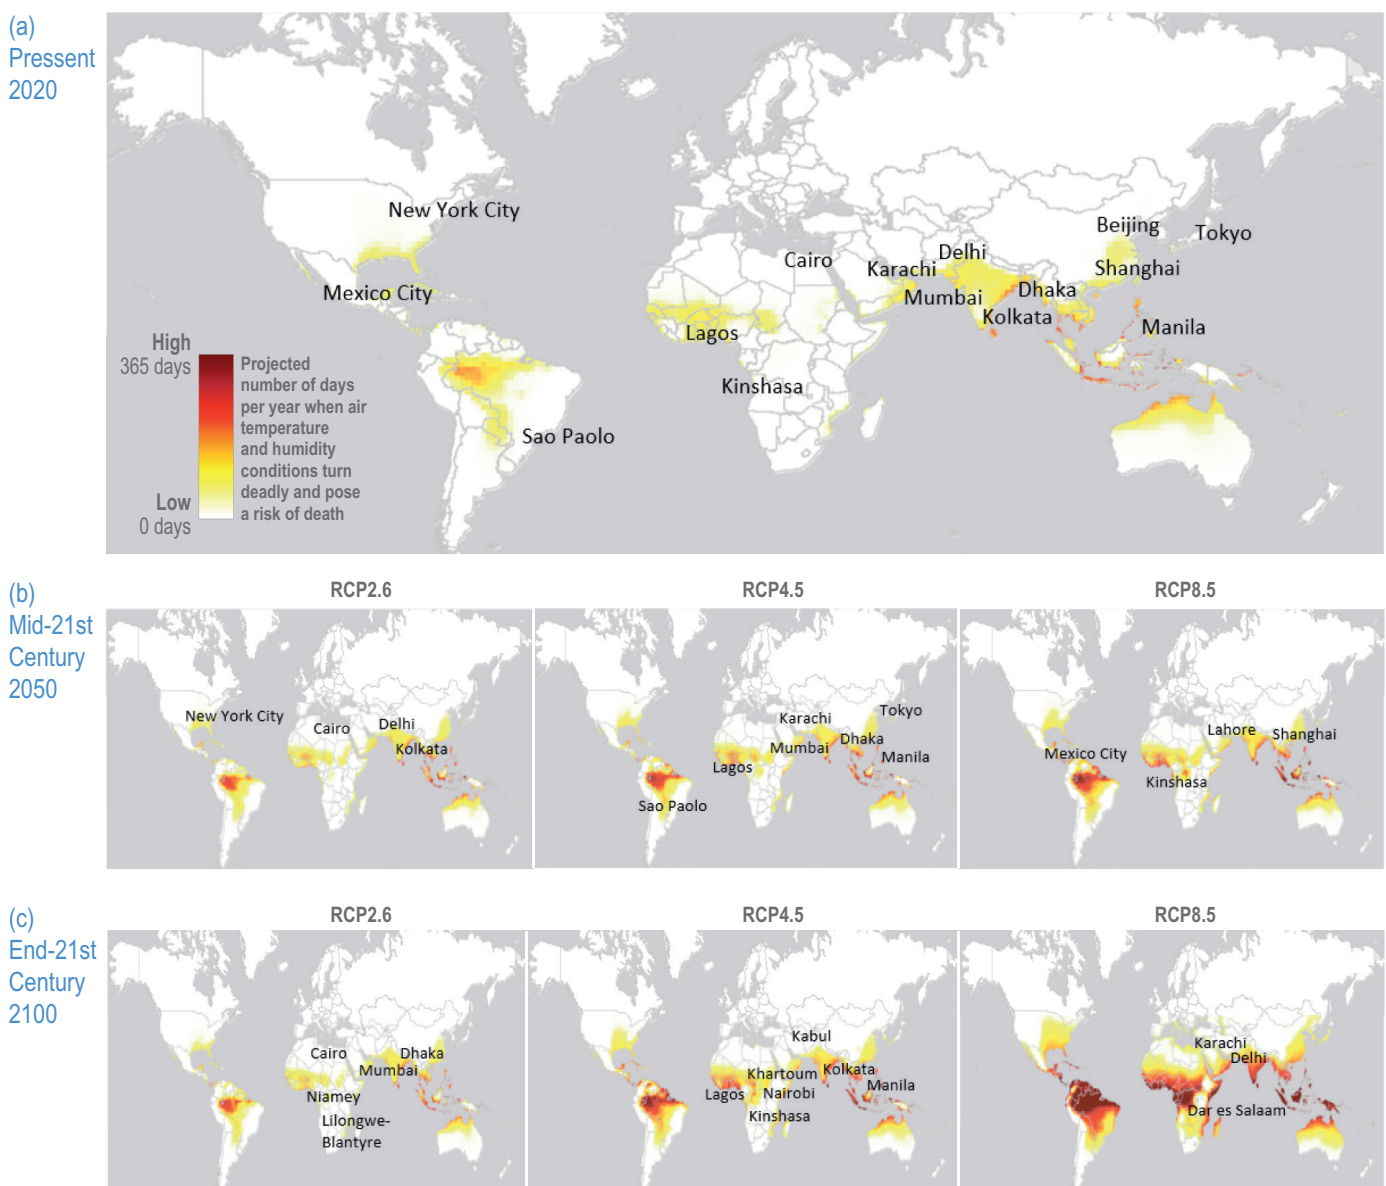 (a)
Pressent
2020
New York City
Mexico City
Cairo
Karachi
Delhi
Mumbai
Dhaka
Kolkata
Beijing
Tokyo
Shanghai
Manila
Lagos
Kinshasa
Sao Paolo
High
365 days
Low
0 days
Projected
number of days
per year when air
temperature
and humidity
conditions turn
deadly and pose
a risk of death
(b)
Mid-21st
Century
2050
RCP2.6
New York City
Cairo
Delhi
Kolkata
RCP4.5
Karachi
Tokyo
Mumbai
Dhaka
Manila
Lagos
Sao Paolo
RCP8.5
Lahore
Shanghai
Mexico City
Kinshasa
(c)
End-21st
Century
2100
RCP2.6
Cairo
Dhaka
Mumbai
Niamey
Lilongwe-
Blantyre
RCP4.5
Kabul
Khartoum
Kolkata
Lagos
Nairobi
Manila
Kinshasa
RCP8.5
Karachi
Delhi
Dar es Salaam